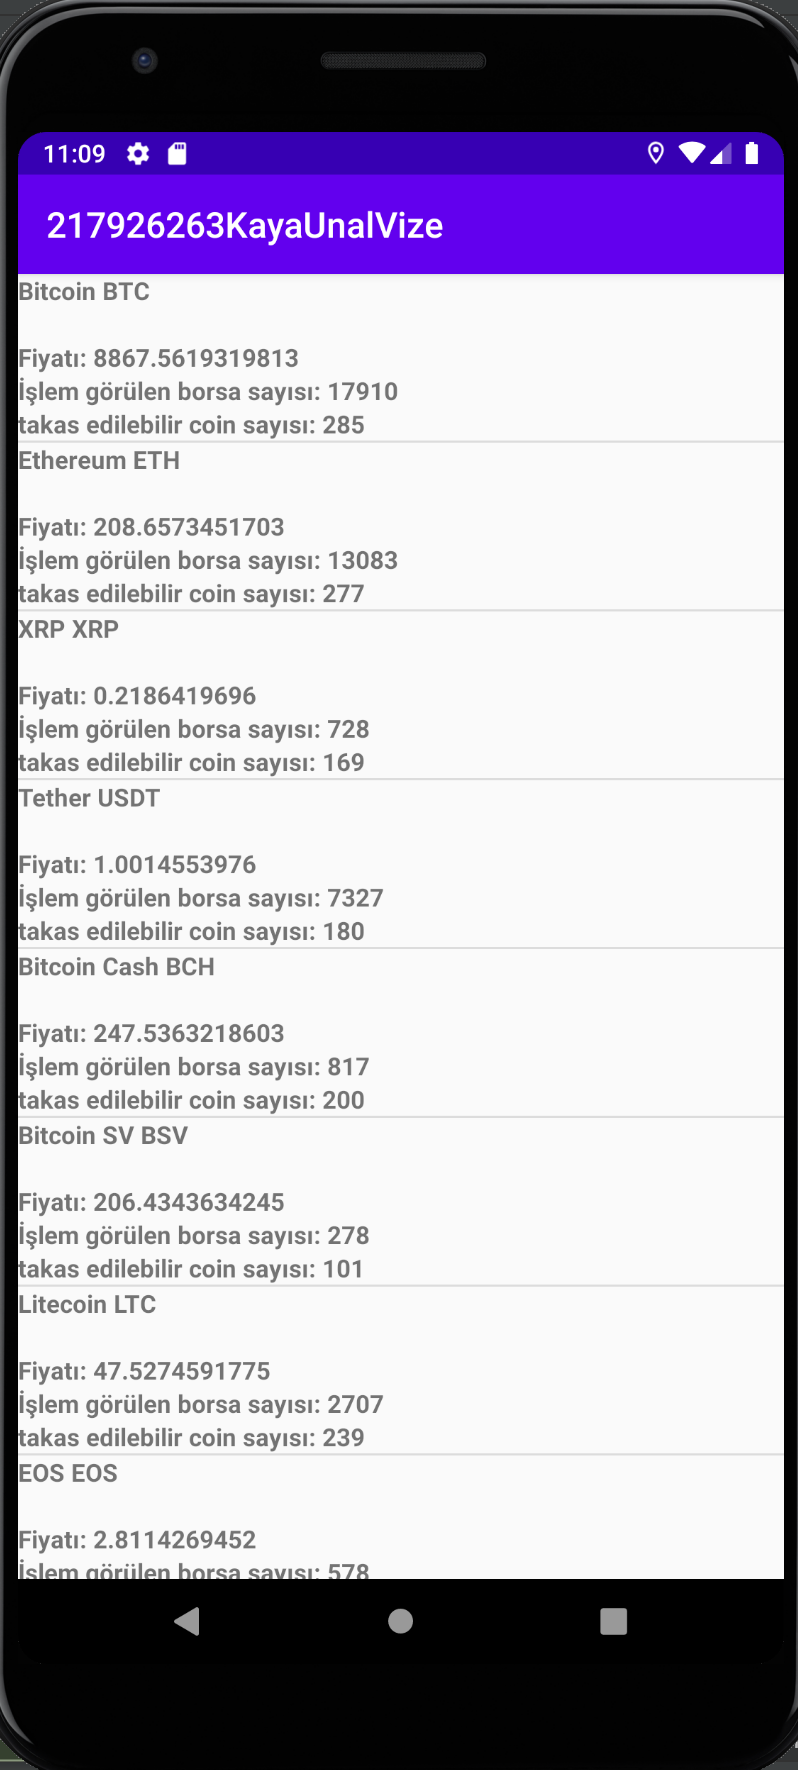 11:09
217926263KayaUnalVize
Bitcoin BTC
Fiyatı: 8867.5619319813
İşlem görülen borsa sayısı: 17910
takas edilebilir coin sayısı: 285
Ethereum ETH
Fiyatı: 208.6573451703
İşlem görülen borsa sayısı: 13083
takas edilebilir coin sayısı: 277
XRP XRP
Fiyatı: 0.2186419696
İşlem görülen borsa sayısı: 728
takas edilebilir coin sayısı: 169
Tether USDT
Fiyatı: 1.0014553976
İşlem görülen borsa sayısı: 7327
takas edilebilir coin sayısı: 180
Bitcoin Cash BCH
Fiyatı: 247.5363218603
İşlem görülen borsa sayısı: 817
takas edilebilir coin sayısı: 200
Bitcoin SV BSV
Fiyatı: 206.4343634245
İşlem görülen borsa sayısı: 278
takas edilebilir coin sayısı: 101
Litecoin LTC
Fiyatı: 47.5274591775
İşlem görülen borsa sayısı: 2707
takas edilebilir coin sayısı: 239
EOS EOS
Fiyatı: 2.8114269452
İşlem görülen borsa sayısı: 578